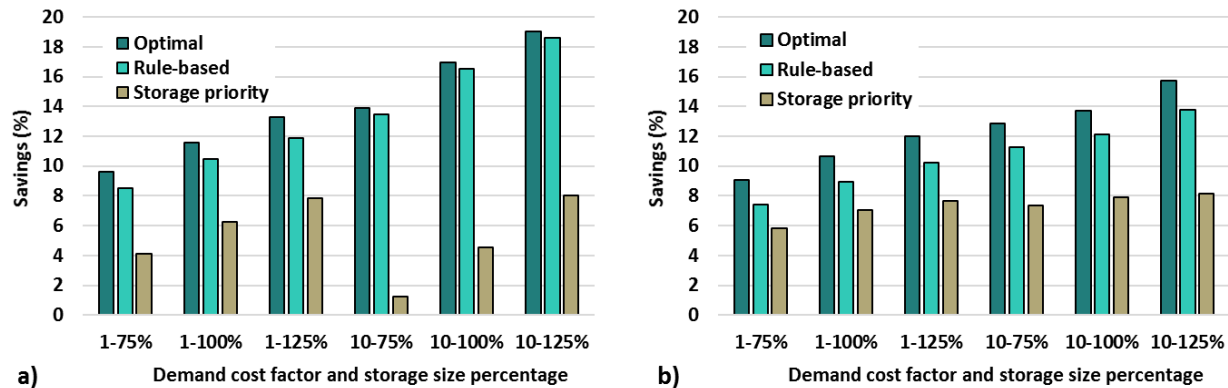 20
18
16
14
12
10
8
6
4
2
0
Savings (%)
Optimal
Rule-based
Storage priority
1-75% 1-100% 1-125% 10-75% 10-100% 10-125%
a) Demand cost factor and storage size percentage
20
18
16
14
12
10
8
6
4
2
0
Savings (%)
Optimal
Rule-based
Storage priority
1-75% 1-100% 1-125% 10-75% 10-100% 10-125%
b) Demand cost factor and storage size percentage